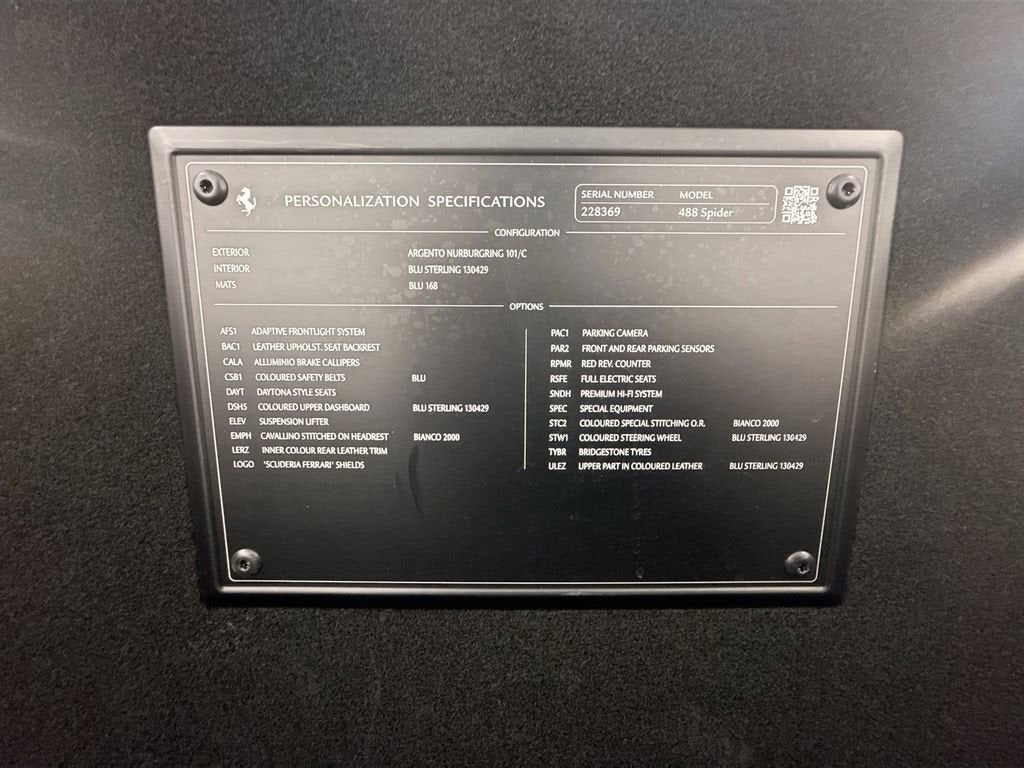 PERSONALIZATION SPECIFICATIONS
SERIAL NUMBER MODEL
228369 488 Spider
CONFIGURATION
EXTERIOR ARGENTO NURBURGRING 101/C
INTERIOR BLU STERLING 130429
MATS BLU 168
OPTIONS
AFS1 ADAPTIVE FRONTLIGHT SYSTEM
BAC1 LEATHER UPHOLST. SEAT BACKREST
CALA ALLUMINIO BRAKE CALLIPERS
CSB1 COLOURED SAFETY BELTS BLU
DAYT DAYTONA STYLE SEATS
DSH5 COLOURED UPPER DASHBOARD BLU STERLING 130429
ELEV SUSPENSION LIFTER
EMPH CAVALLINO STITCHED ON HEADREST BIANCO 2000
LERZ INNER COLOUR REAR LEATHER TRIM
LOGO 'SCUDERIA FERRARI' SHIELDS
PAC1 PARKING CAMERA
PAR2 FRONT AND REAR PARKING SENSORS
RPMR RED REV. COUNTER
RSFE FULL ELECTRIC SEATS
SNDH PREMIUM HI-FI SYSTEM
SPEC SPECIAL EQUIPMENT
STC2 COLOURED SPECIAL STITCHING O.R. BIANCO 2000
STW1 COLOURED STEERING WHEEL BLU STERLING 130429
TYBR BRIDGESTONE TYRES
ULEZ UPPER PART IN COLOURED LEATHER BLU STERLING 130429